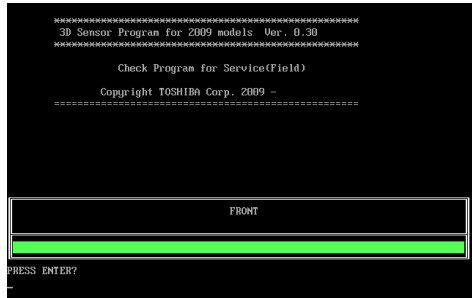 ****************************************************
3D Sensor Program for 2009 models  Ver. 0.30
****************************************************
Check Program for Service(Field)
Copyright TOSHIBA Corp. 2009 -
====================================================
FRONT
PRESS ENTER?
_